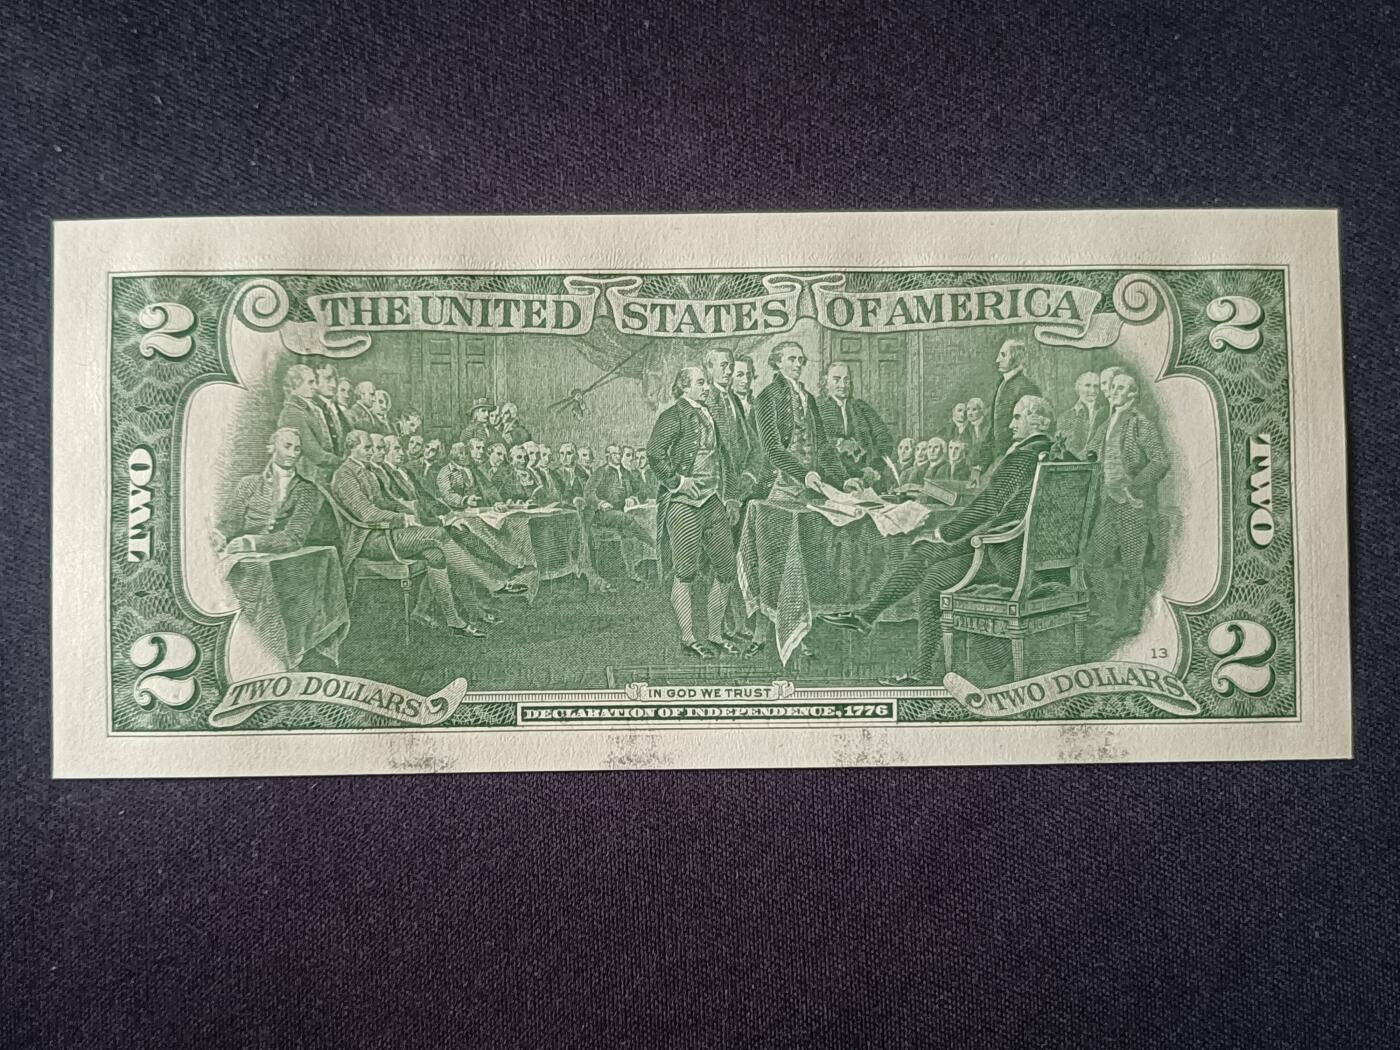 THE UNITED STATES OF AMERICA
2
2
TWO
TWO
2
2
13
TWO DOLLARS
IN GOD WE TRUST
TWO DOLLARS
DECLARATION OF INDEPENDENCE, 1776